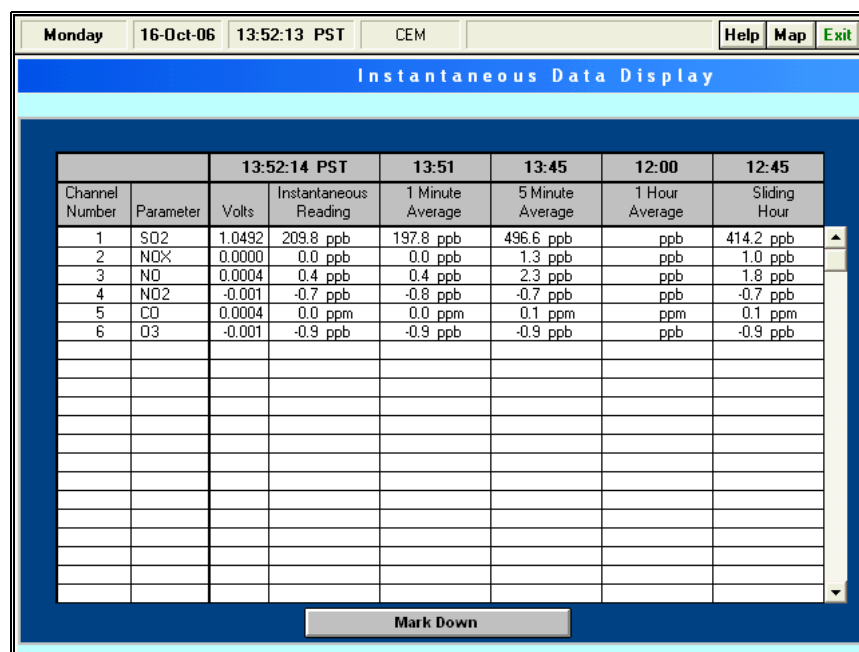 Monday 16-Oct-06 13:52:13 PST CEM Help Map Exit
Instantaneous Data Display
13:52:14 PST 13:51 13:45 12:00 12:45
Channel Number Parameter Volts Instantaneous Reading 1 Minute Average 5 Minute Average 1 Hour Average Sliding Hour
1 SO2 1.0492 209.8 ppb 197.8 ppb 496.6 ppb ppb 414.2 ppb
2 NOX 0.0000 0.0 ppb 0.0 ppb 1.3 ppb ppb 1.0 ppb
3 NO 0.0004 0.4 ppb 0.4 ppb 2.3 ppb ppb 1.8 ppb
4 NO2 -0.001 -0.7 ppb -0.8 ppb -0.7 ppb ppb -0.7 ppb
5 CO 0.0004 0.0 ppm 0.0 ppm 0.1 ppm ppm 0.1 ppm
6 O3 -0.001 -0.9 ppb -0.9 ppb -0.9 ppb ppb -0.9 ppb
Mark Down